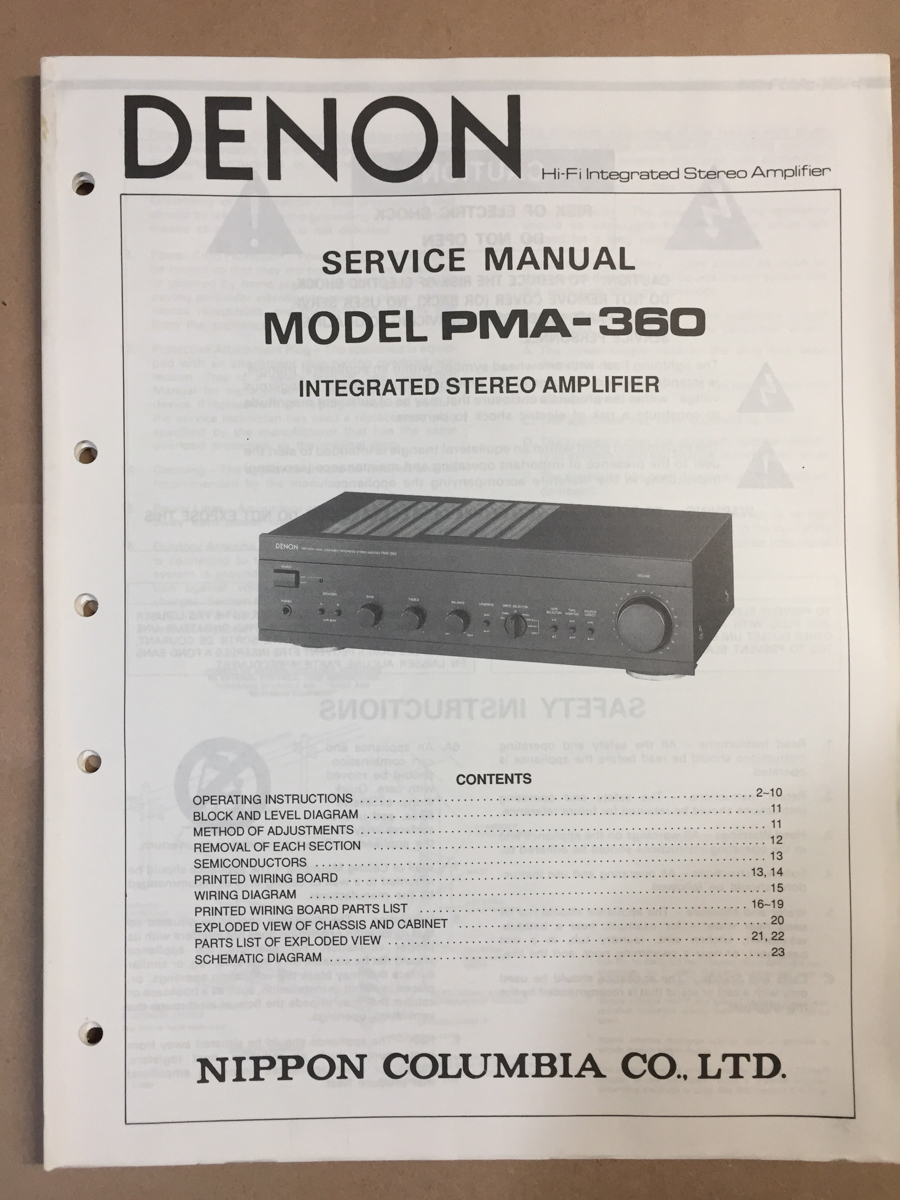 DENON
Hi-Fi Integrated Stereo Amplifier
SERVICE MANUAL
MODEL PMA-360
INTEGRATED STEREO AMPLIFIER
DENON
CONTENTS
OPERATING INSTRUCTIONS ........ 2~10
BLOCK AND LEVEL DIAGRAM ........ 11
METHOD OF ADJUSTMENTS ........ 11
REMOVAL OF EACH SECTION ........ 12
SEMICONDUCTORS ........ 13
PRINTED WIRING BOARD ........ 13, 14
WIRING DIAGRAM ........ 15
PRINTED WIRING BOARD PARTS LIST ........ 16~19
EXPLODED VIEW OF CHASSIS AND CABINET ........ 20
PARTS LIST OF EXPLODED VIEW ........ 21, 22
SCHEMATIC DIAGRAM ........ 23
NIPPON COLUMBIA CO., LTD.